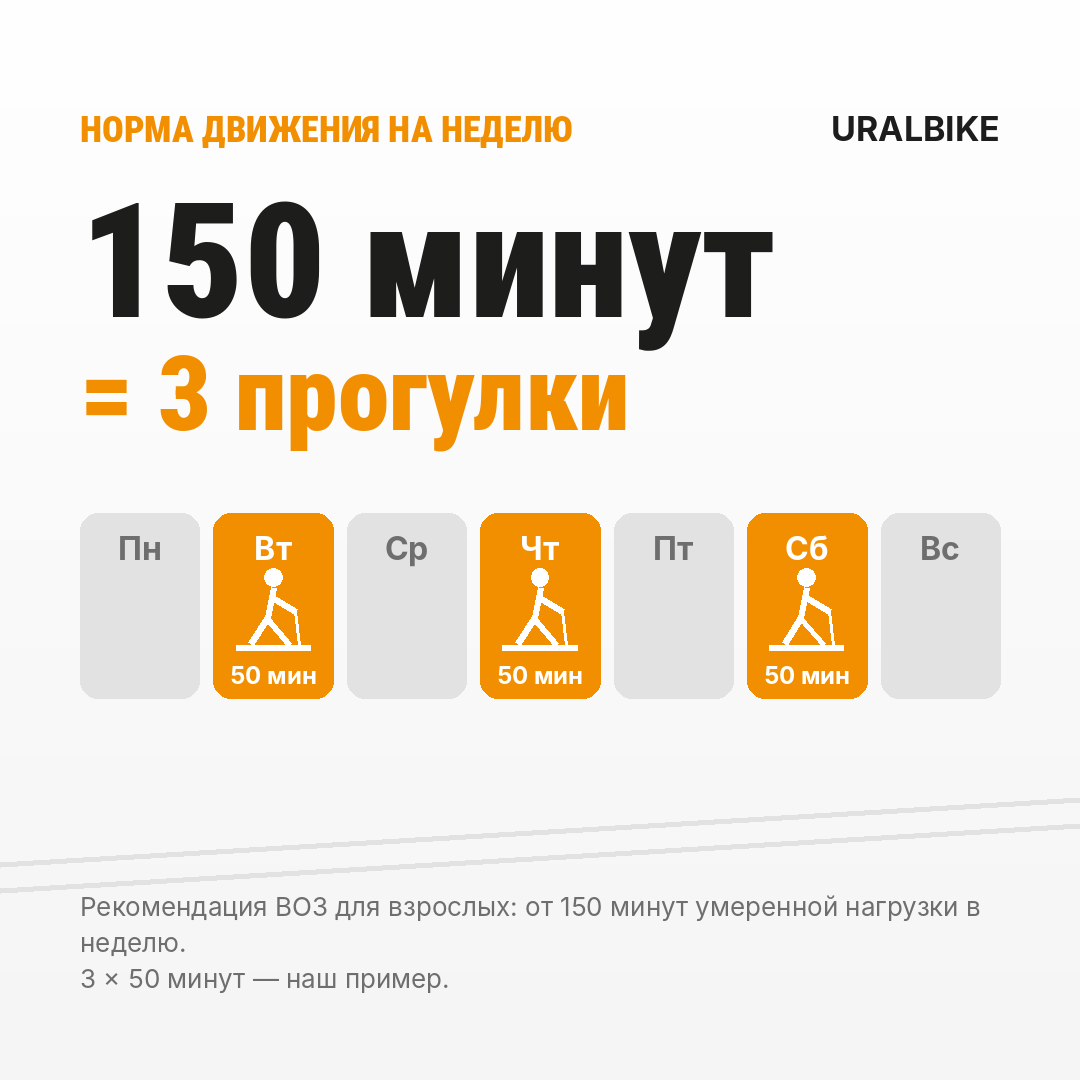 НОРМА ДВИЖЕНИЯ НА НЕДЕЛЮ
URALBIKE
150 минут
= 3 прогулки
Пн
Вт
50 мин
Ср
Чт
50 мин
Пт
Сб
50 мин
Вс
Рекомендация ВОЗ для взрослых: от 150 минут умеренной нагрузки в
неделю.
3 × 50 минут — наш пример.